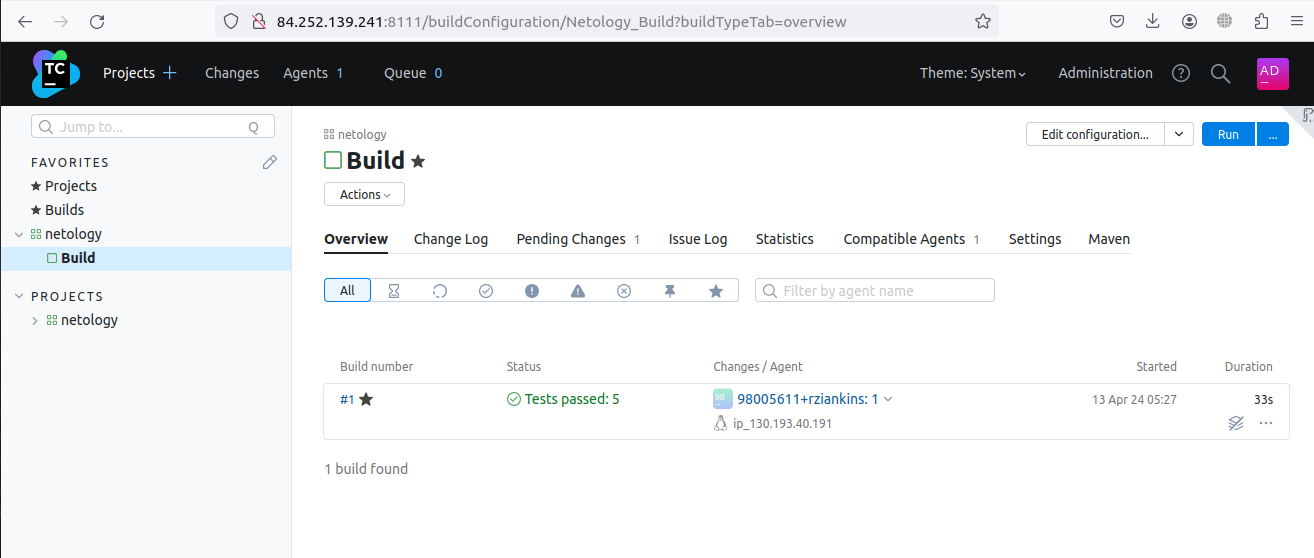 84.252.139.241:8111/buildConfiguration/Netology_Build?buildTypeTab=overview
TC
Projects
Changes
Agents 1
Queue 0
Theme: System
Administration
AD
Jump to...
Q
FAVORITES
Projects
Builds
netology
Build
PROJECTS
netology
netology
Edit configuration...
Run
...
Build
Actions
Overview
Change Log
Pending Changes 1
Issue Log
Statistics
Compatible Agents 1
Settings
Maven
All
Filter by agent name
Build number
Status
Changes / Agent
Started
Duration
#1
Tests passed: 5
98
98005611+rziankins: 1
13 Apr 24 05:27
33s
ip_130.193.40.191
1 build found